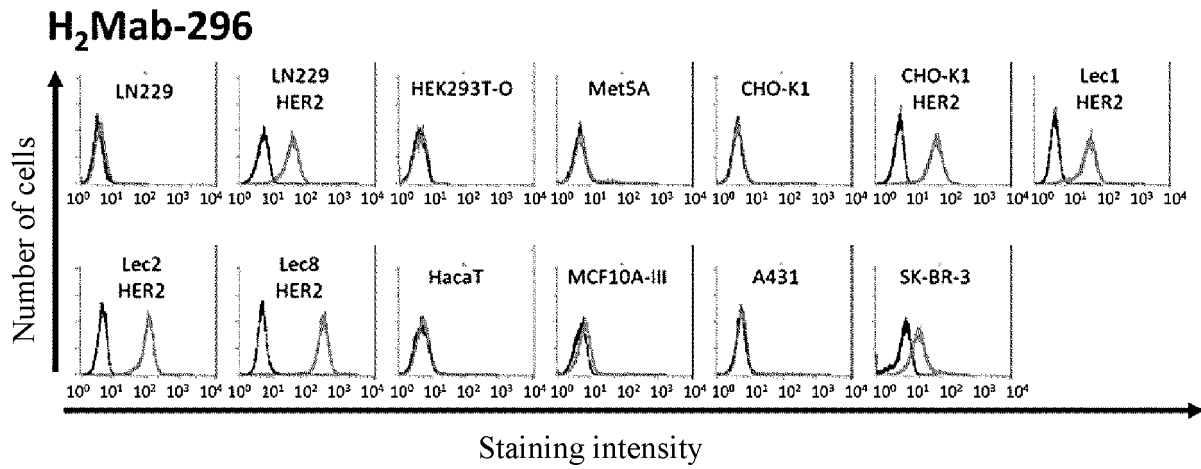 H₂Mab-296
Number of cells
LN229
10⁰ 10¹ 10² 10³ 10⁴
LN229
HER2
10⁰ 10¹ 10² 10³ 10⁴
HEK293T-O
10⁰ 10¹ 10² 10³ 10⁴
Met5A
10⁰ 10¹ 10² 10³ 10⁴
CHO-K1
10⁰ 10¹ 10² 10³ 10⁴
CHO-K1
HER2
10⁰ 10¹ 10² 10³ 10⁴
Lec1
HER2
10⁰ 10¹ 10² 10³ 10⁴
Lec2
HER2
10⁰ 10¹ 10² 10³ 10⁴
Lec8
HER2
10⁰ 10¹ 10² 10³ 10⁴
HacaT
10⁰ 10¹ 10² 10³ 10⁴
MCF10A-III
10⁰ 10¹ 10² 10³ 10⁴
A431
10⁰ 10¹ 10² 10³ 10⁴
SK-BR-3
10⁰ 10¹ 10² 10³ 10⁴
Staining intensity